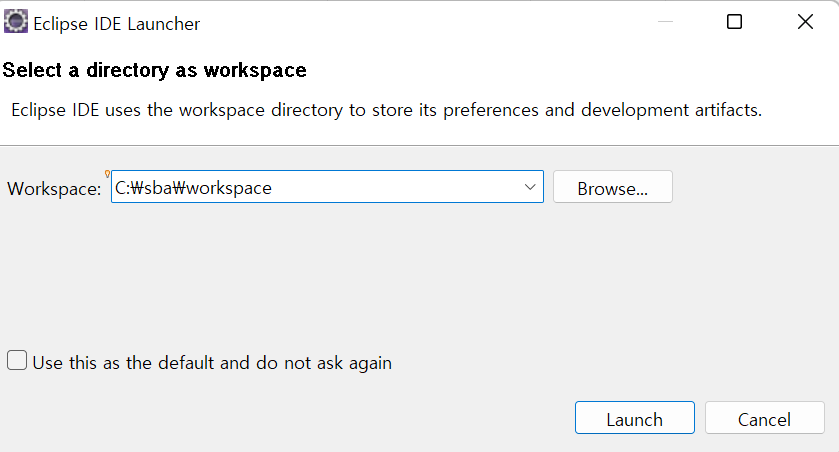 Eclipse IDE Launcher
Select a directory as workspace
Eclipse IDE uses the workspace directory to store its preferences and development artifacts.
Workspace: C:₩sba₩workspace Browse...
Use this as the default and do not ask again
Launch Cancel